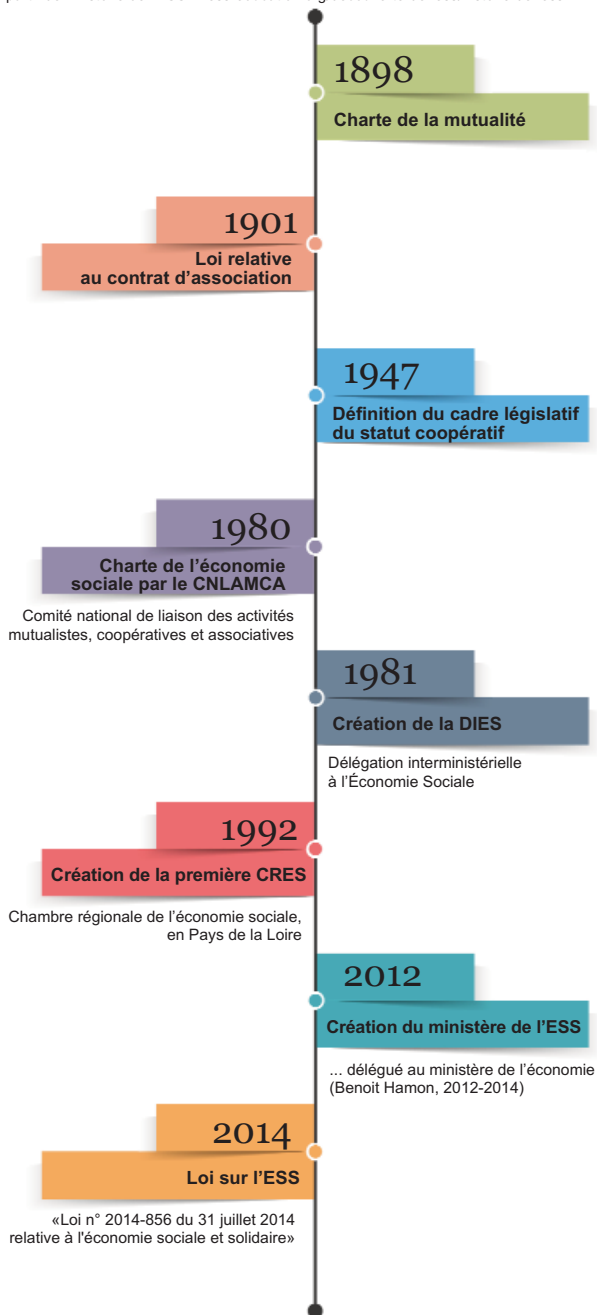 1898
Charte de la mutualité
1901
Loi relative
au contrat d’association
1947
Définition du cadre législatif
du statut coopératif
1980
Charte de l’économie
sociale par le CNLAMCA
Comité national de liaison des activités
mutualistes, coopératives et associatives
1981
Création de la DIES
Délégation interministérielle
à l’Économie Sociale
1992
Création de la première CRES
Chambre régionale de l’économie sociale,
en Pays de la Loire
2012
Création du ministère de l’ESS
... délégué au ministère de l’économie
(Benoit Hamon, 2012-2014)
2014
Loi sur l’ESS
«Loi n° 2014-856 du 31 juillet 2014
relative à l'économie sociale et solidaire»